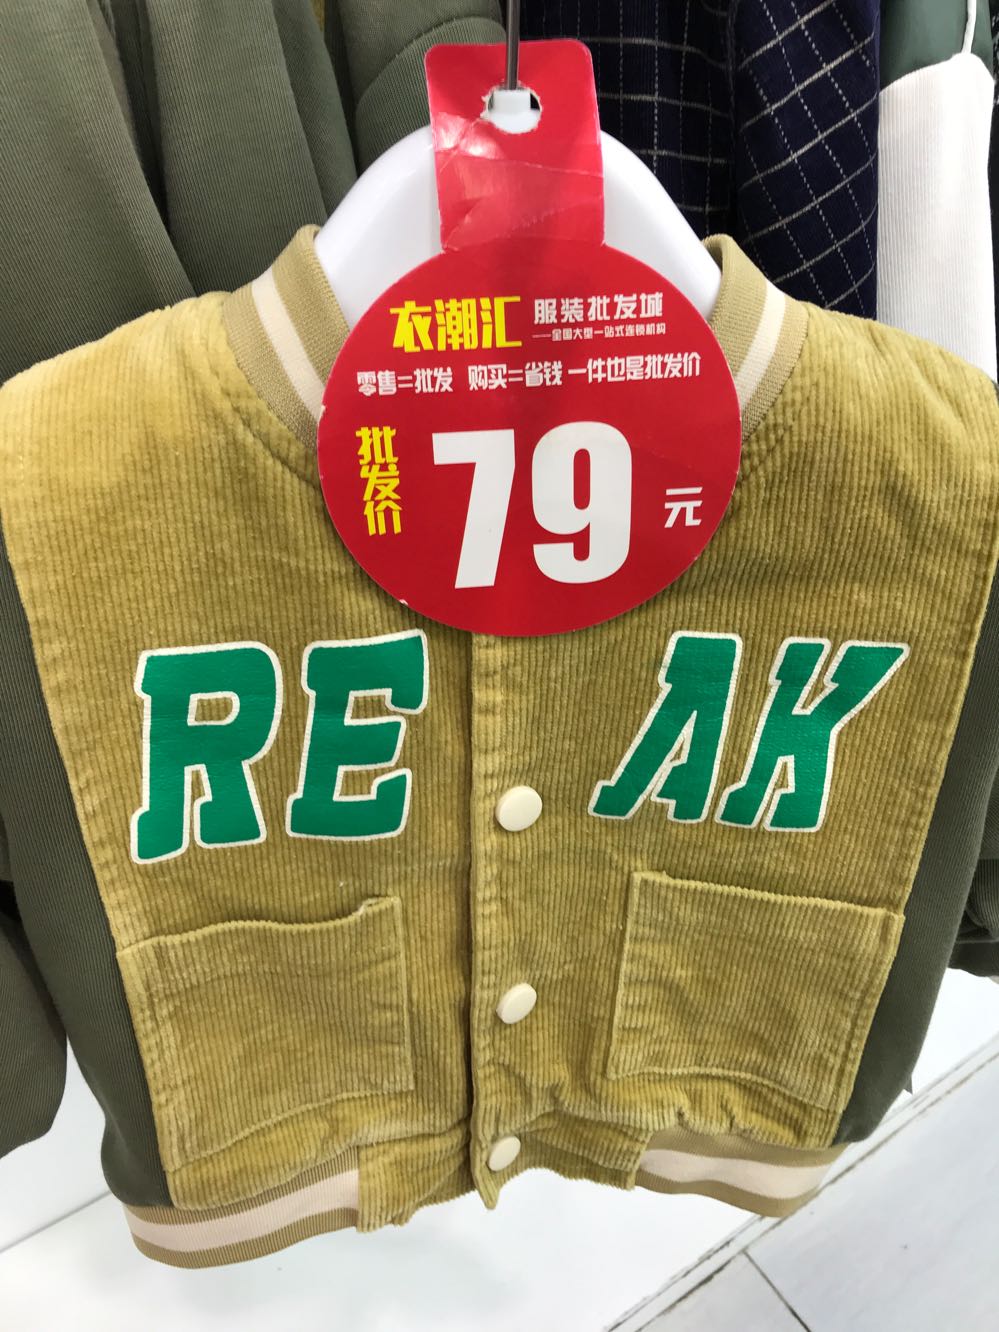 衣潮汇 服装批发城
——全国大型一站式连锁机构
零售=批发 购买=省钱 一件也是批发价
批发价
79 元
RE AK